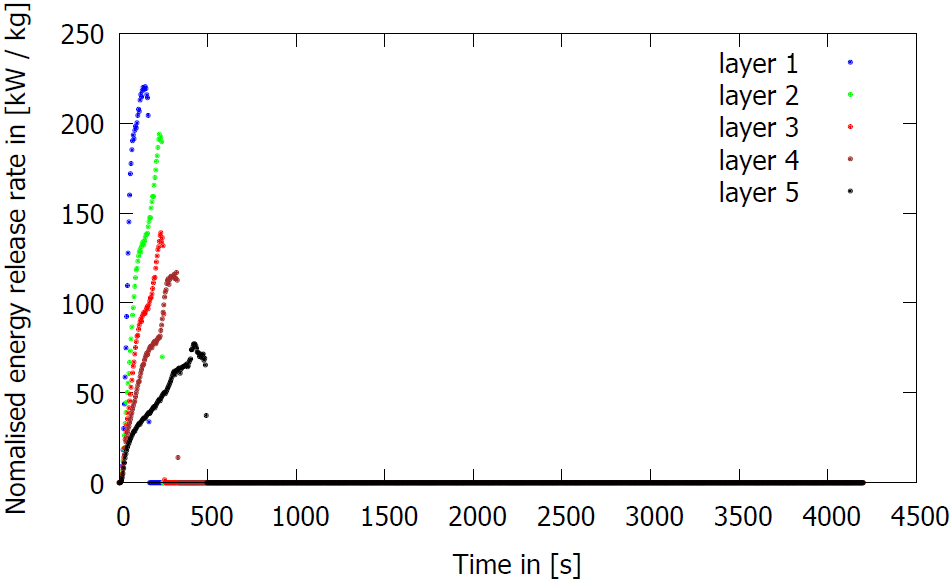 Nomalised energy release rate in [kW / kg]
250
200
150
100
50
0
layer 1
layer 2
layer 3
layer 4
layer 5
0 500 1000 1500 2000 2500 3000 3500 4000 4500
Time in [s]